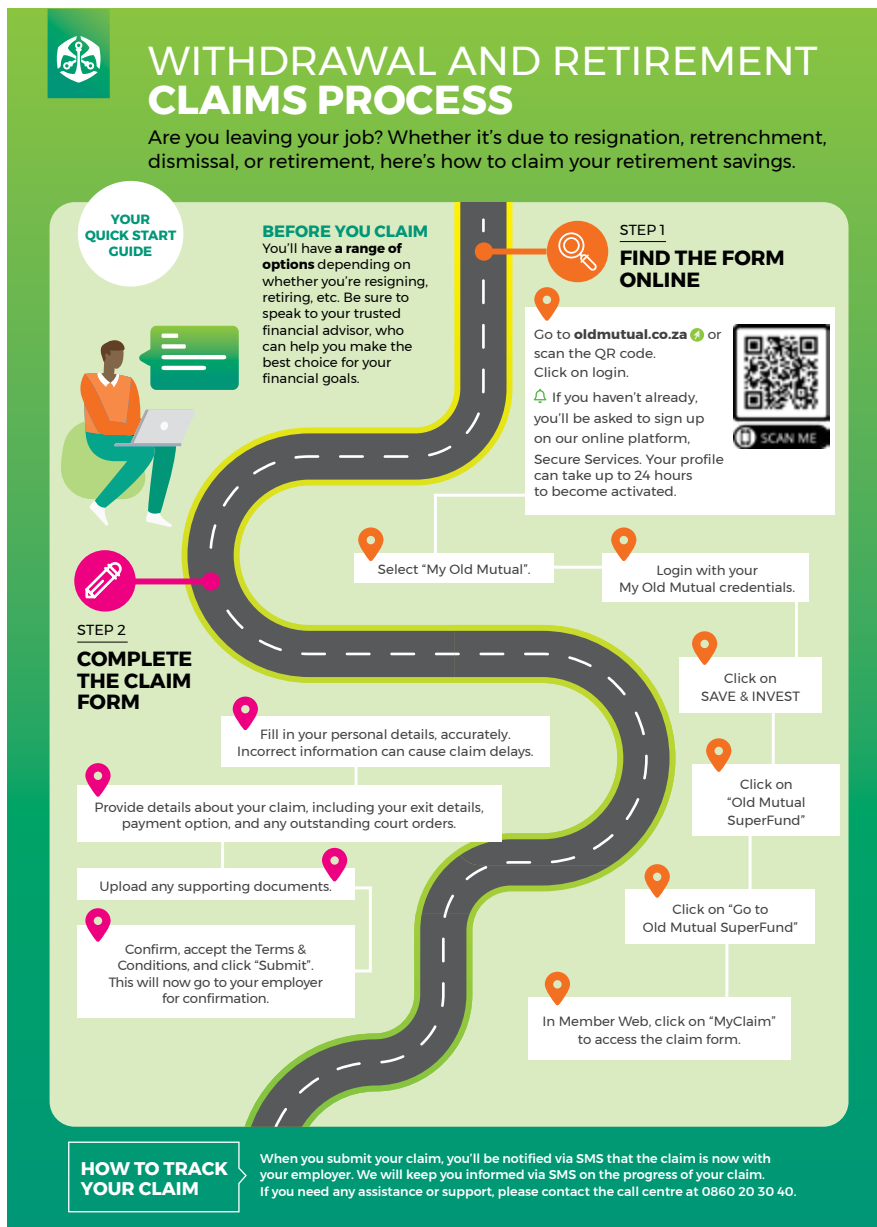 WITHDRAWAL AND RETIREMENT
CLAIMS PROCESS
Are you leaving your job? Whether it's due to resignation, retrenchment,
dismissal, or retirement, here's how to claim your retirement savings.
YOUR
QUICK START
GUIDE
BEFORE YOU CLAIM
You'll have a range of
options depending on
whether you're resigning,
retiring, etc. Be sure to
speak to your trusted
financial advisor, who
can help you make the
best choice for your
financial goals.
STEP 1
FIND THE FORM
ONLINE
Go to oldmutual.co.za or
scan the QR code.
Click on login.
If you haven't already,
you'll be asked to sign up
on our online platform,
Secure Services. Your profile
can take up to 24 hours
to become activated.
SCAN ME
Select “My Old Mutual”.
Login with your
My Old Mutual credentials.
Click on
SAVE & INVEST
Click on
“Old Mutual
SuperFund”
Click on “Go to
Old Mutual SuperFund”
In Member Web, click on “MyClaim”
to access the claim form.
STEP 2
COMPLETE
THE CLAIM
FORM
Fill in your personal details, accurately.
Incorrect information can cause claim delays.
Provide details about your claim, including your exit details,
payment option, and any outstanding court orders.
Upload any supporting documents.
Confirm, accept the Terms &
Conditions, and click “Submit”.
This will now go to your employer
for confirmation.
HOW TO TRACK
YOUR CLAIM
When you submit your claim, you'll be notified via SMS that the claim is now with
your employer. We will keep you informed via SMS on the progress of your claim.
If you need any assistance or support, please contact the call centre at 0860 20 30 40.